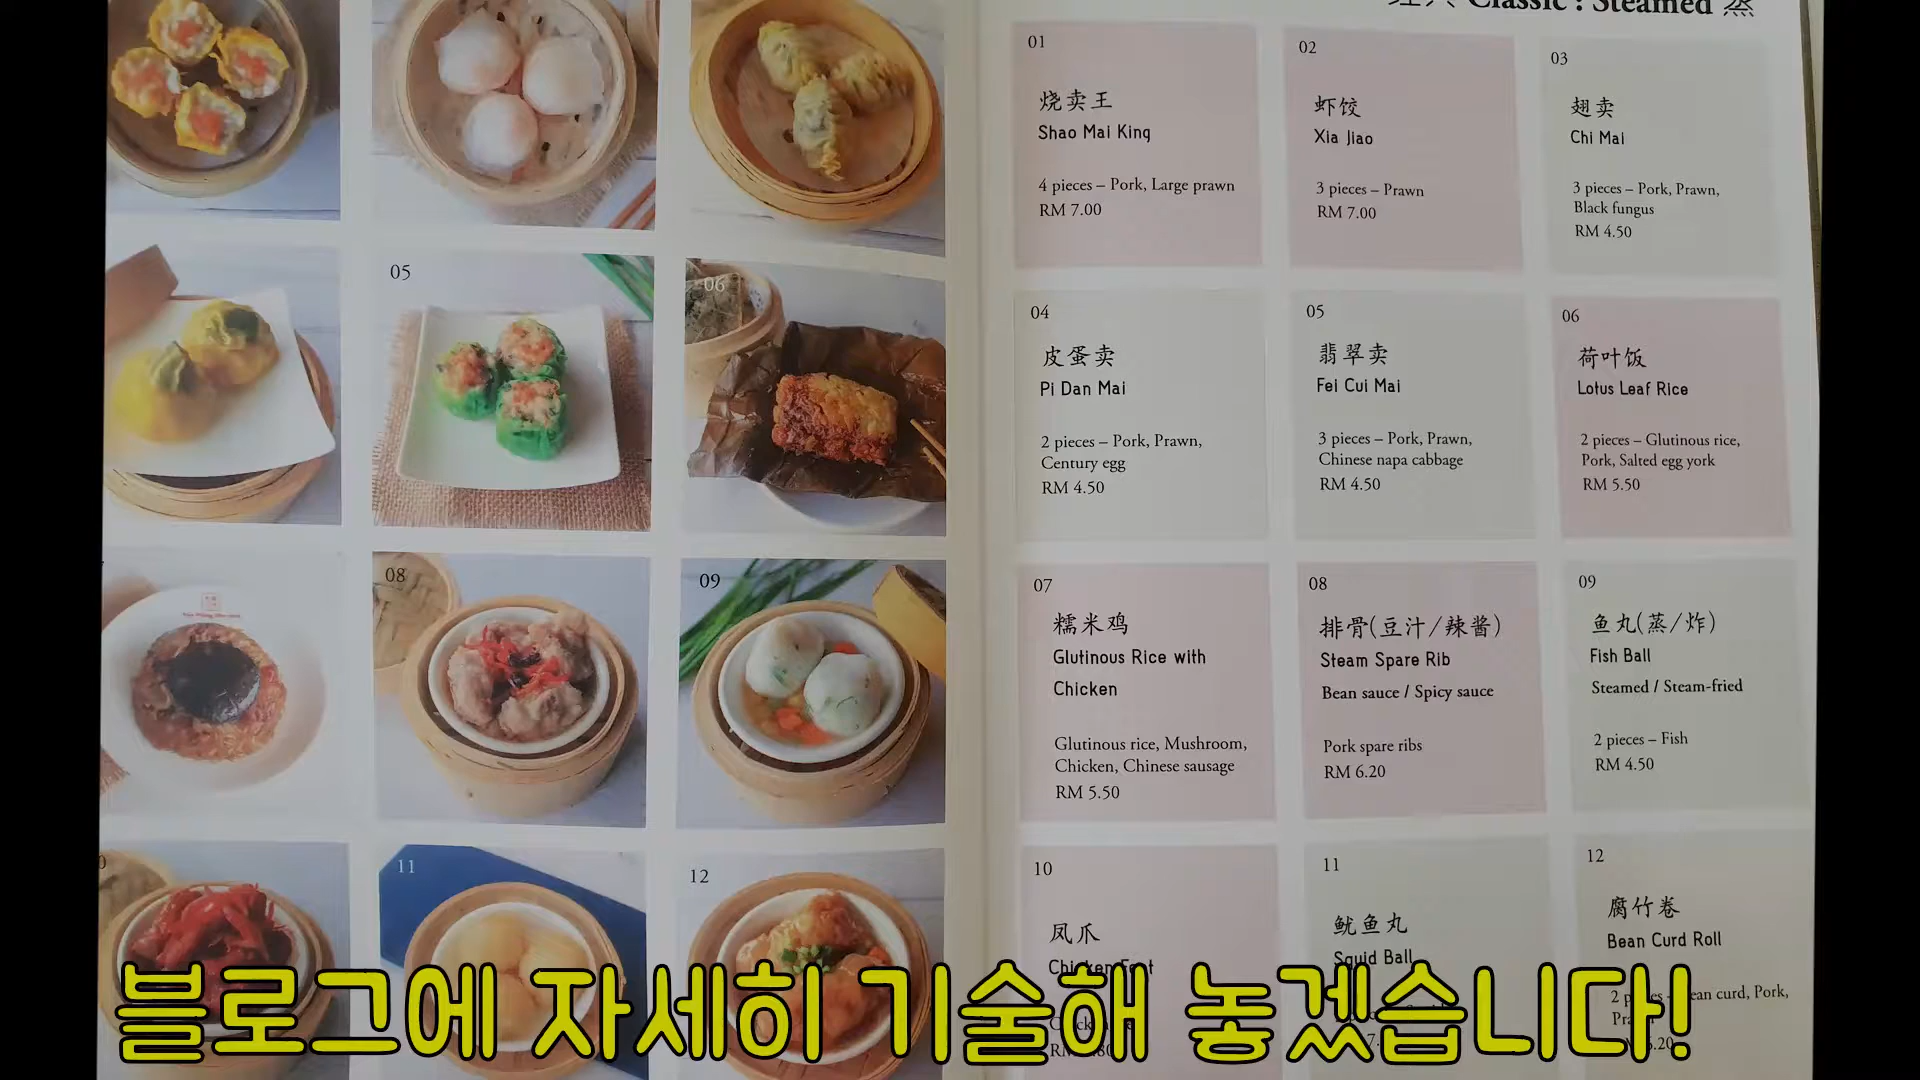 Classic : Steamed 蒸
05
06
08
09
11
12
01
烧卖王
Shao Mai King
4 pieces – Pork, Large prawn
RM 7.00
02
虾饺
Xia Jiao
3 pieces – Prawn
RM 7.00
03
翅卖
Chi Mai
3 pieces – Pork, Prawn,
Black fungus
RM 4.50
04
皮蛋卖
Pi Dan Mai
2 pieces – Pork, Prawn,
Century egg
RM 4.50
05
翡翠卖
Fei Cui Mai
3 pieces – Pork, Prawn,
Chinese napa cabbage
RM 4.50
06
荷叶饭
Lotus Leaf Rice
2 pieces – Glutinous rice,
Pork, Salted egg york
RM 5.50
07
糯米鸡
Glutinous Rice with
Chicken
Glutinous rice, Mushroom,
Chicken, Chinese sausage
RM 5.50
08
排骨(豆汁/辣酱)
Steam Spare Rib
Bean sauce / Spicy sauce
Pork spare ribs
RM 6.20
09
鱼丸(蒸/炸)
Fish Ball
Steamed / Steam-fried
2 pieces – Fish
RM 4.50
10
凤爪
Chicken Feet
11
鱿鱼丸
Squid Ball
12
腐竹卷
Bean Curd Roll
curd, Pork,
블로그에 자세히 기술해 놓겠습니다!